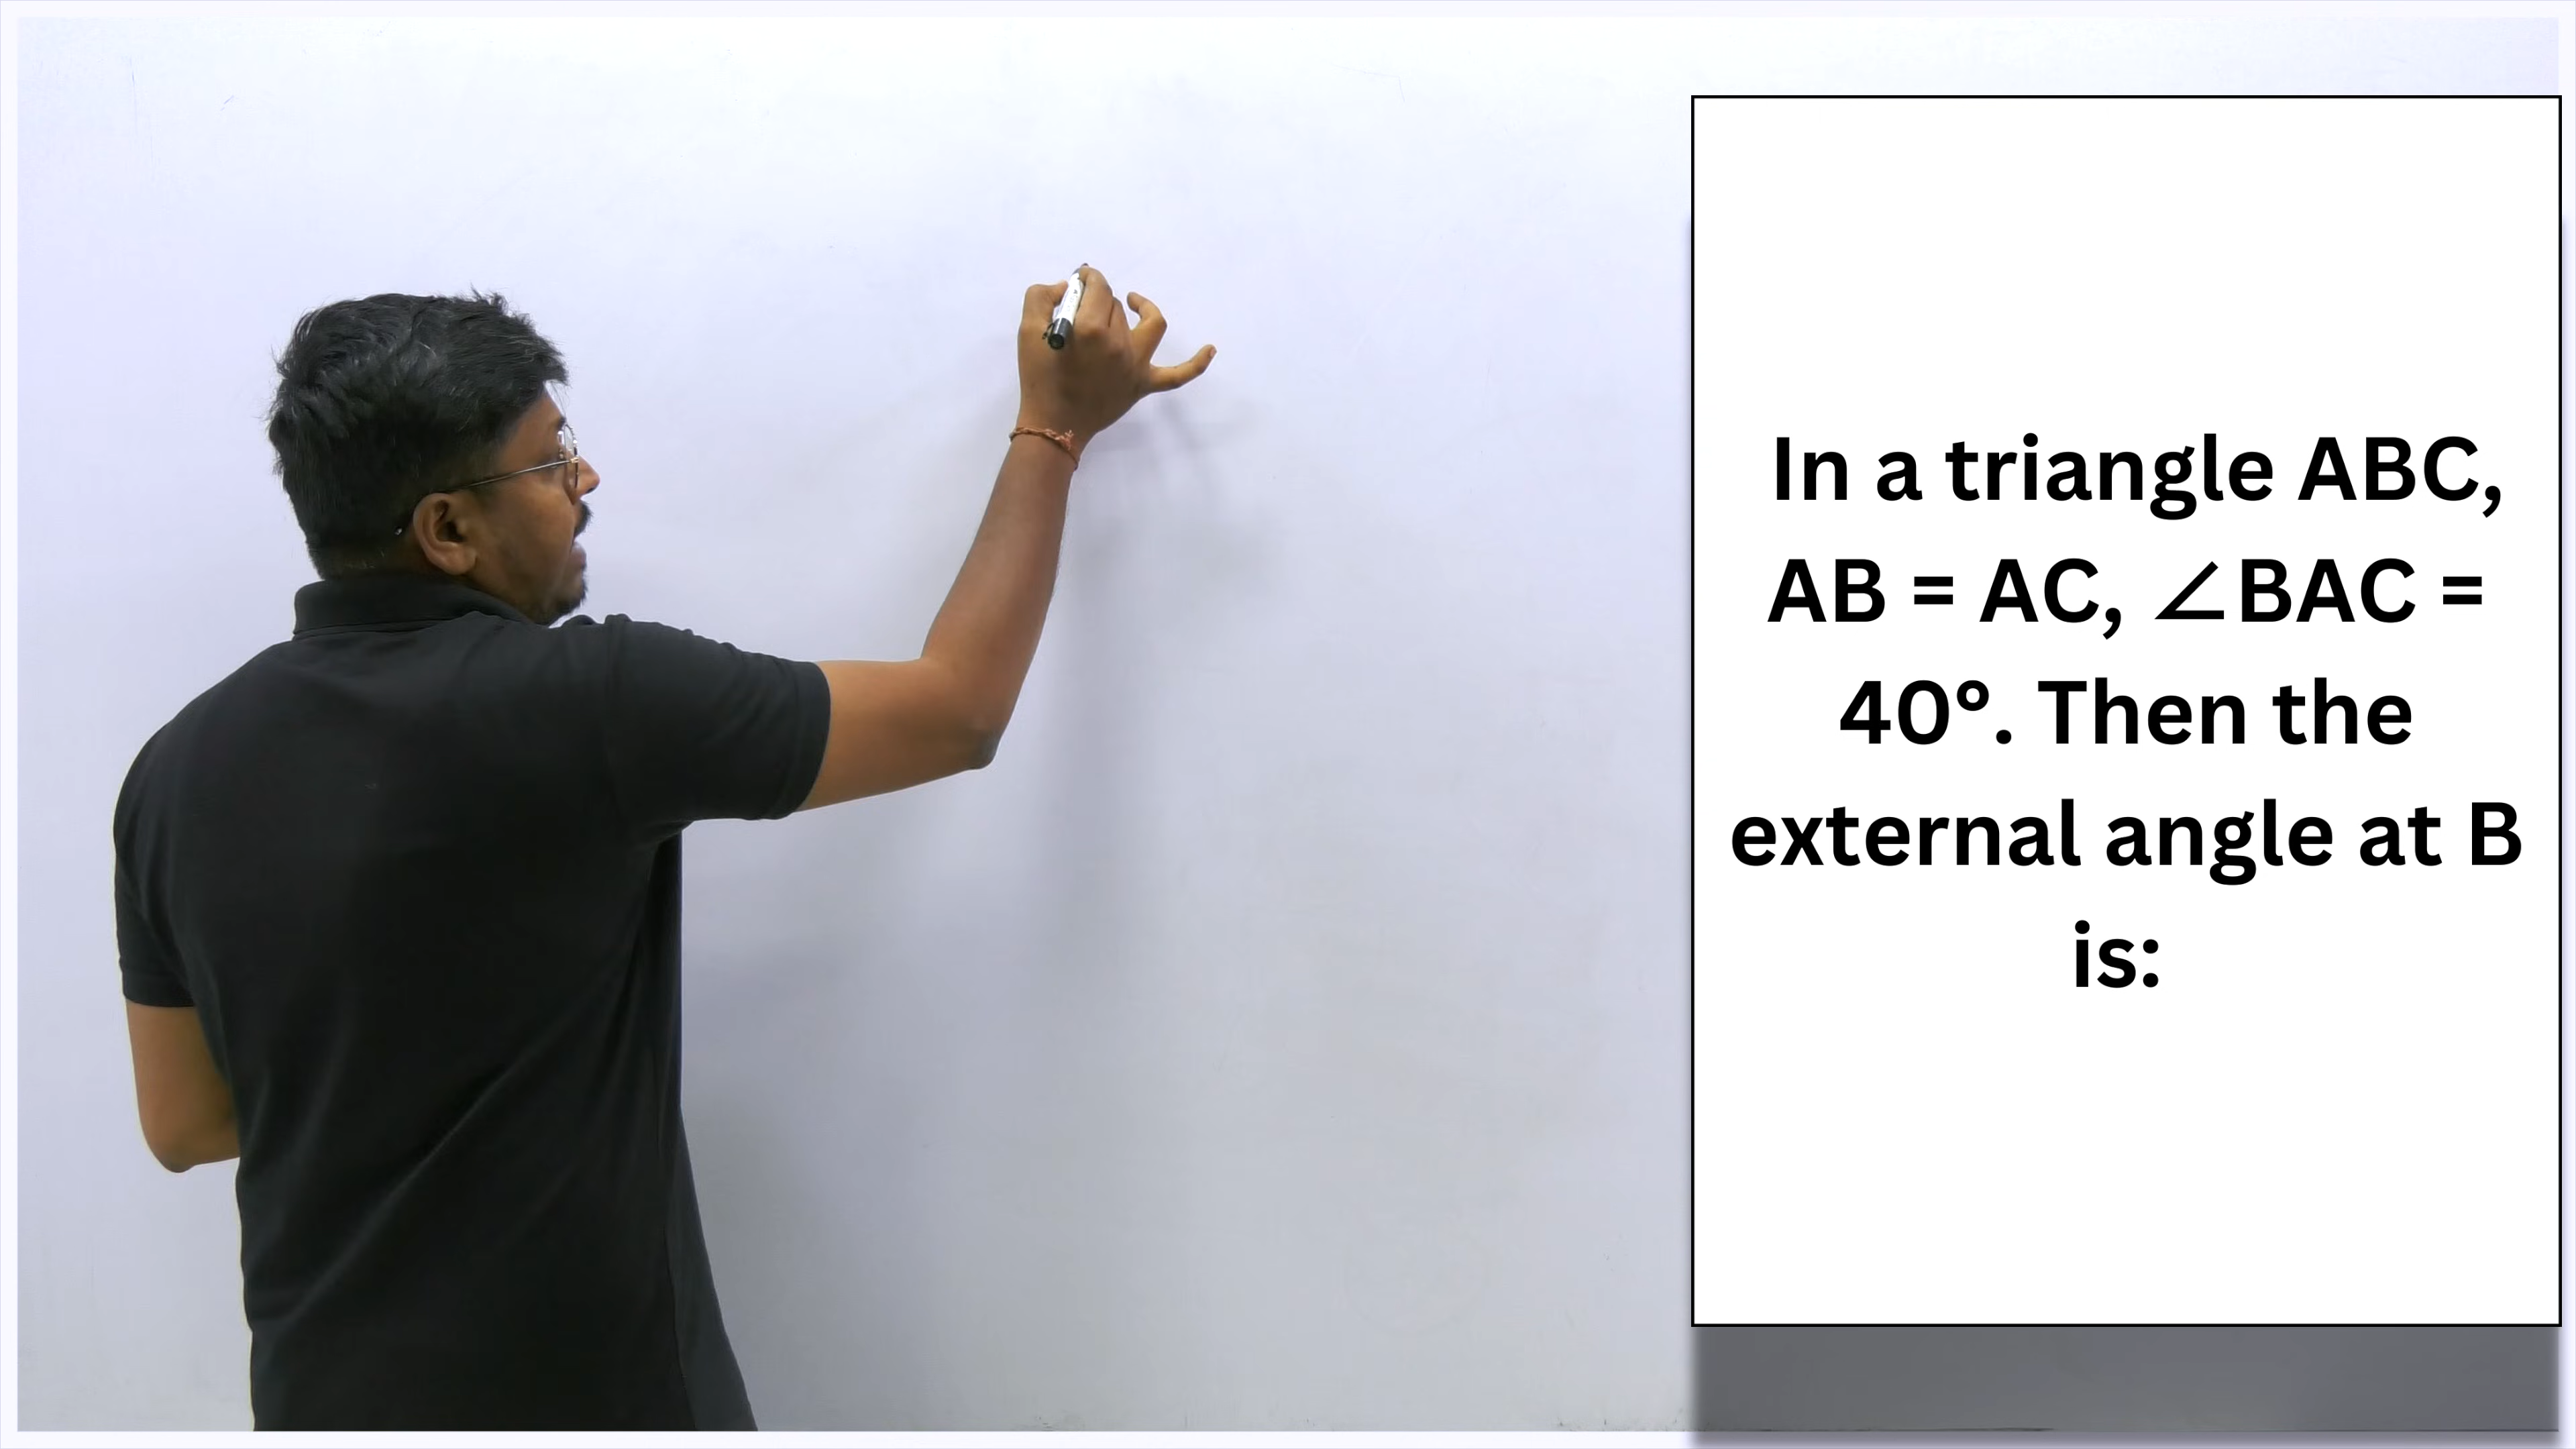 In a triangle ABC,
AB = AC, ∠BAC =
40°. Then the
external angle at B
is: